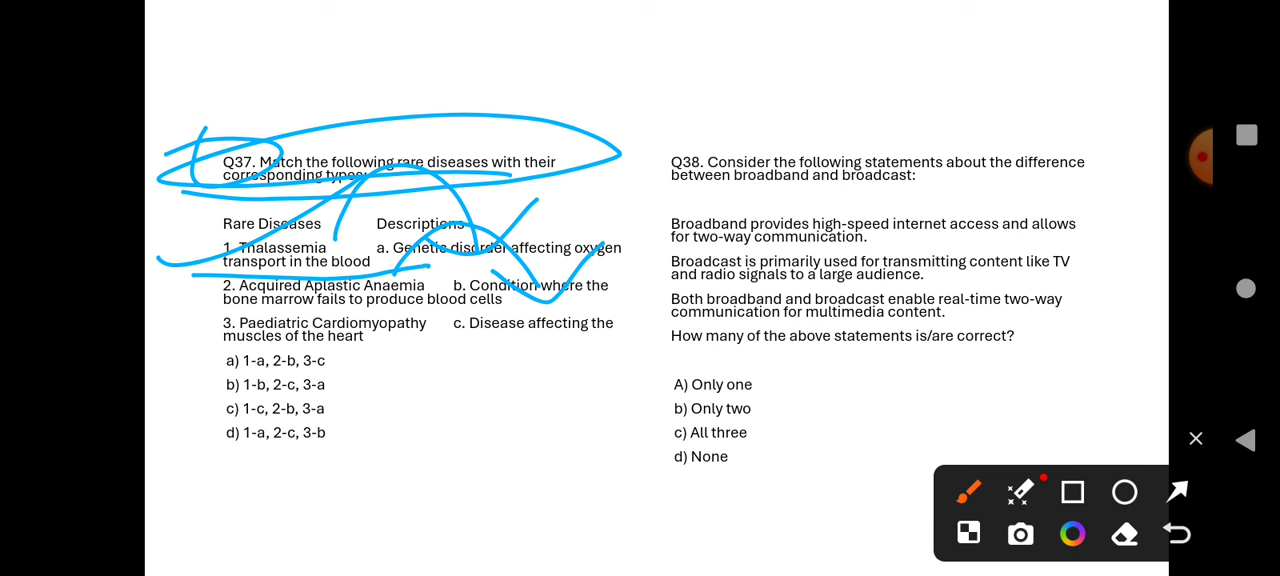 Q37. Match the following rare diseases with their
corresponding types:
Rare Diseases Descriptions
1. Thalassemia a. Genetic disorder affecting oxygen
transport in the blood
2. Acquired Aplastic Anaemia b. Condition where the
bone marrow fails to produce blood cells
3. Paediatric Cardiomyopathy c. Disease affecting the
muscles of the heart
a) 1-a, 2-b, 3-c
b) 1-b, 2-c, 3-a
c) 1-c, 2-b, 3-a
d) 1-a, 2-c, 3-b
Q38. Consider the following statements about the difference
between broadband and broadcast:
Broadband provides high-speed internet access and allows
for two-way communication.
Broadcast is primarily used for transmitting content like TV
and radio signals to a large audience.
Both broadband and broadcast enable real-time two-way
communication for multimedia content.
How many of the above statements is/are correct?
A) Only one
b) Only two
c) All three
d) None